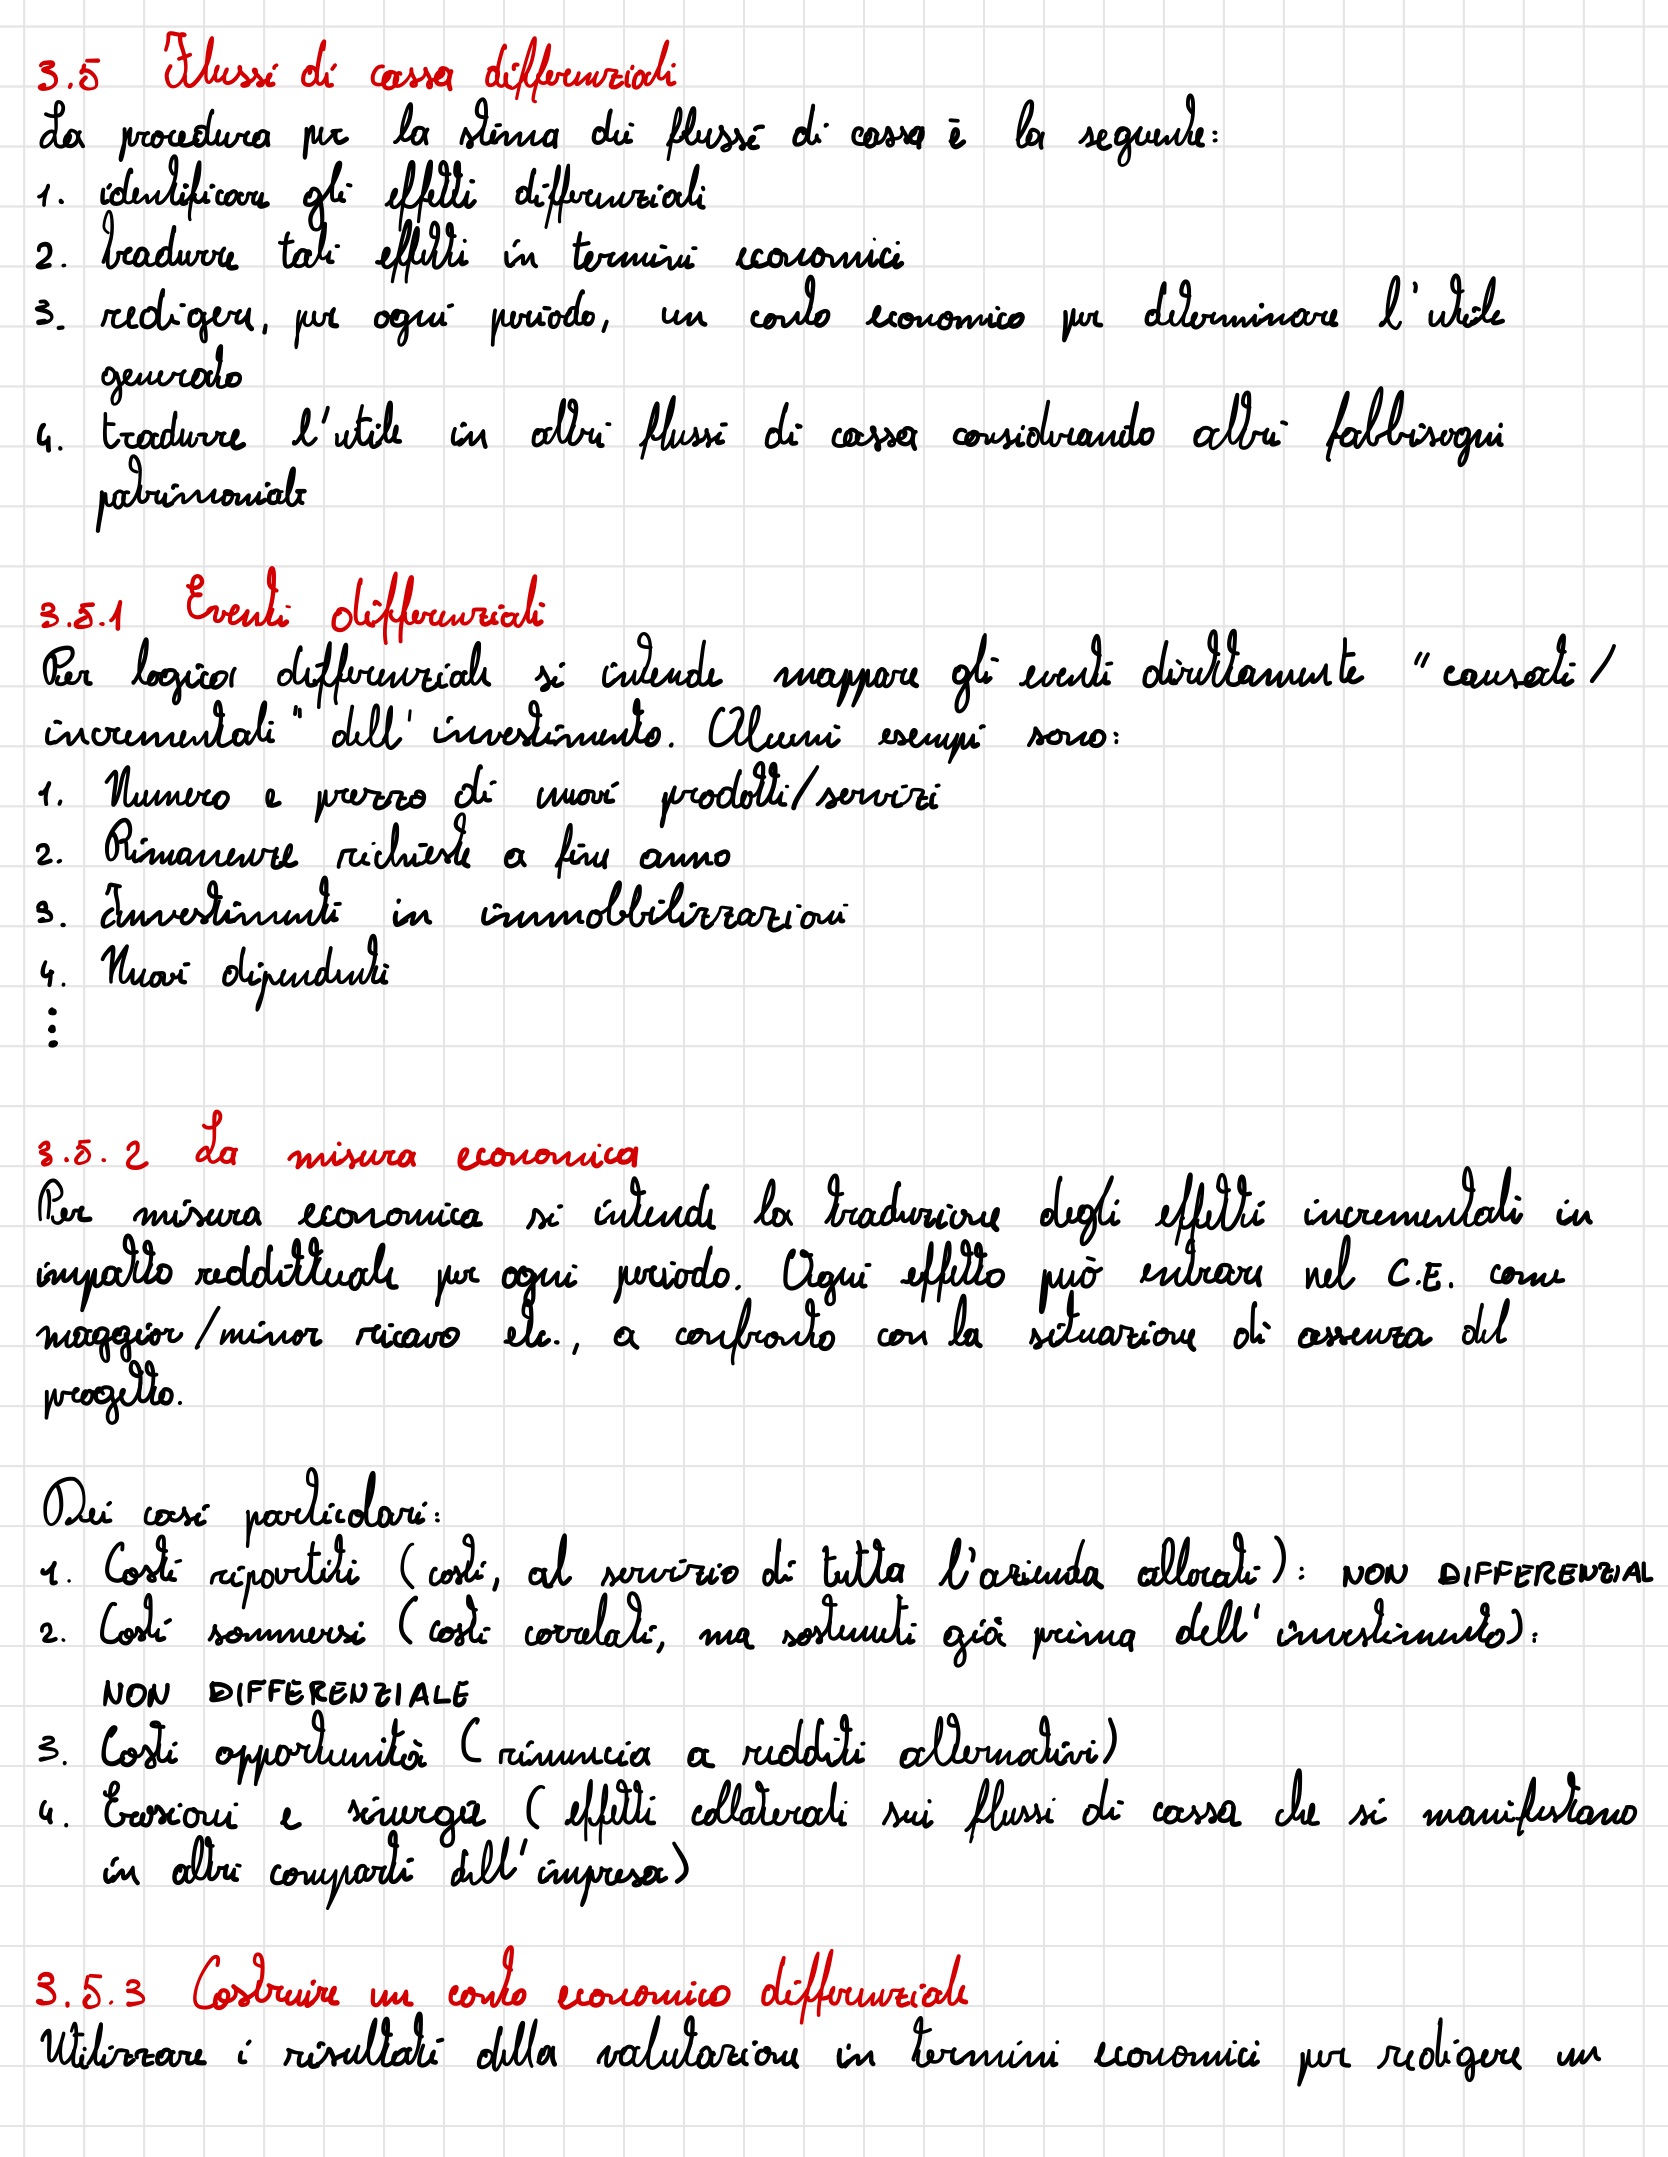 3.5 Flussi di cassa differenziali
La procedura per la stima dei flussi di cassa è la seguente:
1. identificare gli effetti differenziali
2. tradurre tali effetti in termini economici
3. redigere, per ogni periodo, un conto economico per determinare l'utile
generato
4. tradurre l'utile in altri flussi di cassa considerando altri fabbisogni
patrimoniali
3.5.1 Eventi differenziali
Per logica differenziale si intende mappare gli eventi direttamente "causati/
incrementali" dell'investimento. Alcuni esempi sono:
1. Numero e prezzo di nuovi prodotti/servizi
2. Rimanenze richieste a fine anno
3. Investimenti in immobbilizzazioni
4. Nuovi dipendenti
⋮
3.5.2 La misura economica
Per misura economica si intende la traduzione degli effetti incrementali in
impatto reddittuale per ogni periodo. Ogni effetto può entrare nel C.E. come
maggior/minor ricavo etc., a confronto con la situazione di assenza del
progetto.
Dei casi particolari:
1. Costi ripartiti (costi, al servizio di tutta l'azienda allocati): NON DIFFERENZIAL
2. Costi sommersi (costi correlati, ma sostenuti già prima dell'investimento):
NON DIFFERENZIALE
3. Costi opportunità (rinuncia a redditi alternativi)
4. Erosioni e sinergie (effetti collaterali sui flussi di cassa che si manifestano
in altri comparti dell'impresa)
3.5.3 Costruire un conto economico differenziale
Utilizzare i risultati della valutazione in termini economici per redigere un